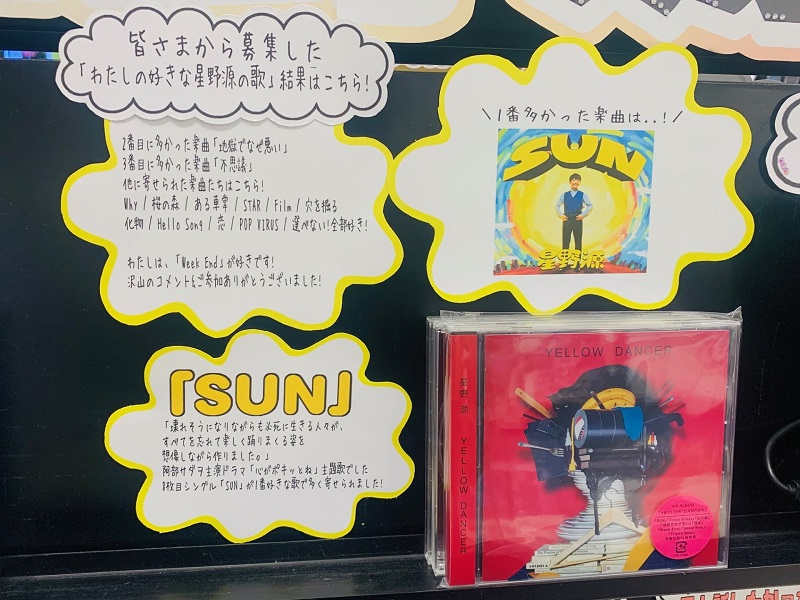 皆さまから募集した
「わたしの好きな星野源の歌」結果はこちら!
2番目に多かった楽曲「地獄でなぜ悪い」
3番目に多かった楽曲「不思議」
他に寄せられた楽曲たちはこちら!
Why / 桜の森 / ある車窓 / STAR / Film / 穴を掘る
化物 / Hello Song / 恋 / POP VIRUS / 選べない!全部好き!
わたしは、「Week End」が好きです!
沢山のコメント&ご参加ありがとうございました!
\1番多かった楽曲は..!/
SUN
星野源
「SUN」
「壊れそうになりながらも必死に生きる人々が、
すべてを忘れて楽しく踊りまくる姿を
想像しながら作りました。」
阿部サダヲ主演ドラマ「心がポキッとね」主題歌でした
8枚目シングル「SUN」が1番好きな歌で多く寄せられました!
YELLOW DANCER
星野 源 YELLOW DANCER
4th ALBUM
『YELLOW DANCER』